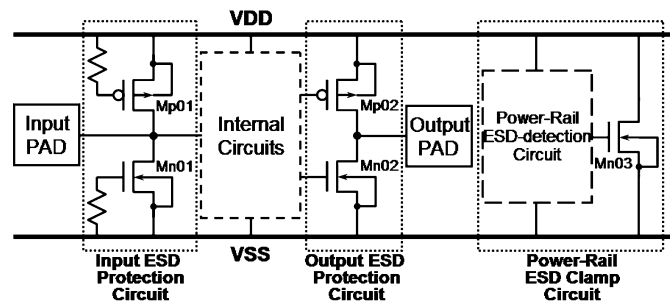 VDD
Mp01
Mp02
Input
PAD
Internal
Circuits
Output
PAD
Power-Rail
ESD-detection
Circuit
Mn01
Mn02
Mn03
VSS
Input ESD
Protection
Circuit
Output ESD
Protection
Circuit
Power-Rail
ESD Clamp
Circuit